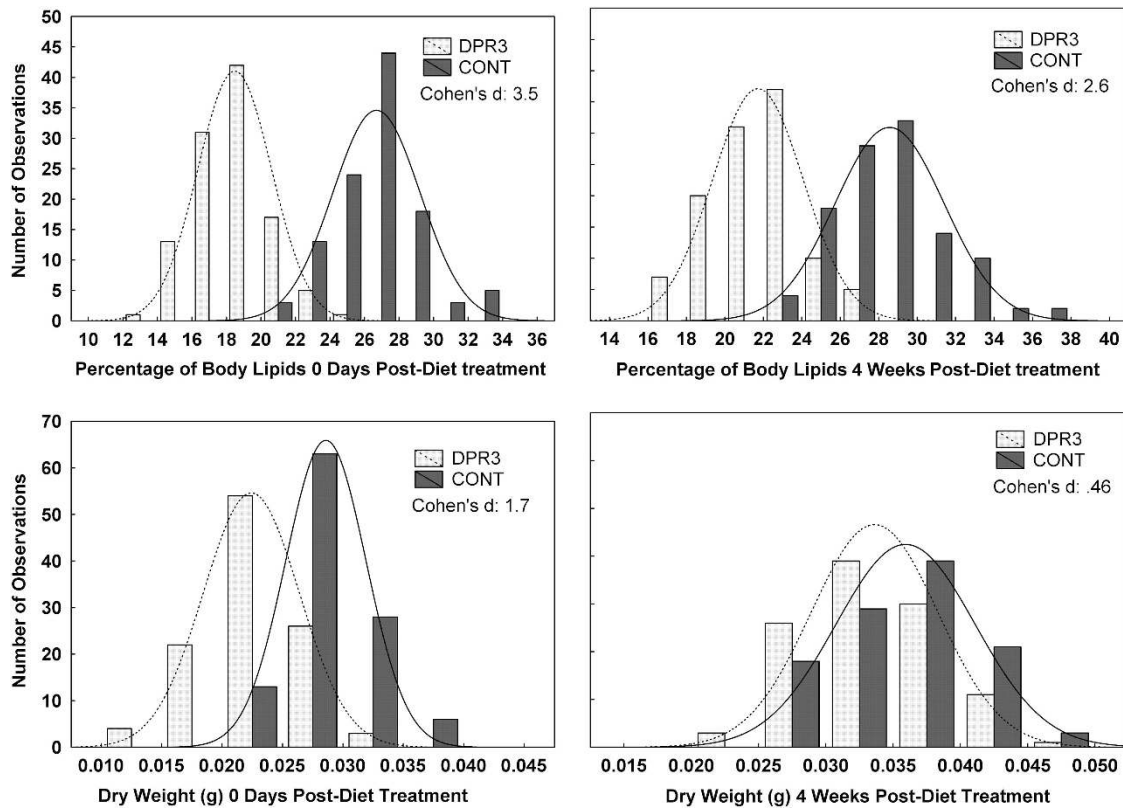 50
45
40
35
30
25
20
15
10
5
0
Number of Observations
DPR3
CONT
Cohen's d: 3.5
10 12 14 16 18 20 22 24 26 28 30 32 34 36
Percentage of Body Lipids 0 Days Post-Diet treatment
DPR3
CONT
Cohen's d: 2.6
14 16 18 20 22 24 26 28 30 32 34 36 38 40
Percentage of Body Lipids 4 Weeks Post-Diet treatment
70
60
50
40
30
20
10
0
Number of Observations
DPR3
CONT
Cohen's d: 1.7
0.010 0.015 0.020 0.025 0.030 0.035 0.040 0.045
Dry Weight (g) 0 Days Post-Diet Treatment
DPR3
CONT
Cohen's d: .46
0.015 0.020 0.025 0.030 0.035 0.040 0.045 0.050
Dry Weight (g) 4 Weeks Post-Diet Treatment